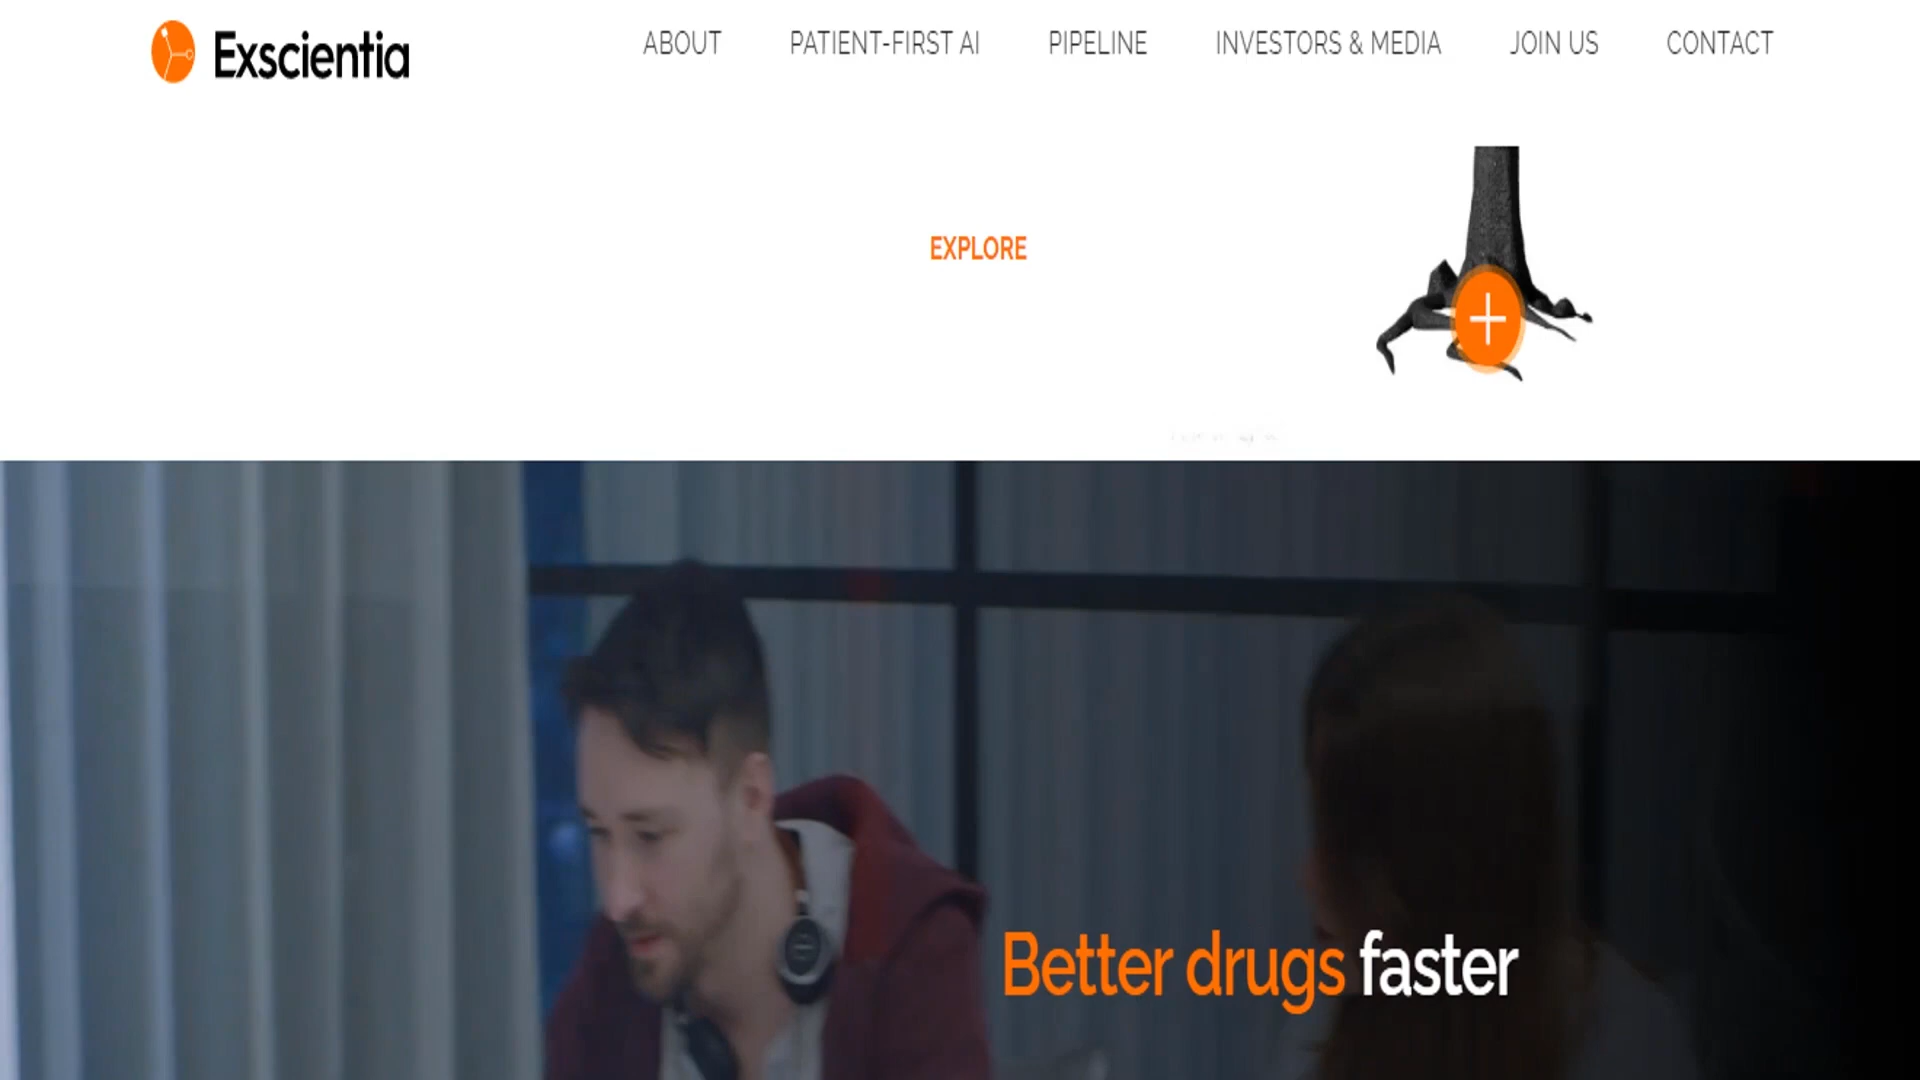 Exscientia
ABOUT PATIENT-FIRST AI PIPELINE INVESTORS & MEDIA JOIN US CONTACT
EXPLORE
Better drugs faster